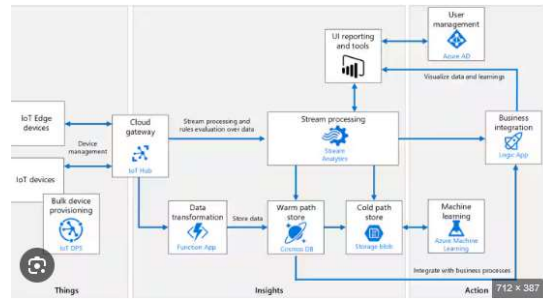 User
management
Azure AD
UI reporting
and tools
Visualize data and learnings
IoT Edge
devices
Cloud
gateway
IoT Hub
Stream processing and
rules evaluation over data
Stream processing
Stream
Analytics
Business
integration
Logic App
Device
management
IoT devices
Bulk device
provisioning
IoT DPS
Data
transformation
Function App
Store data
Warm path
store
Cosmos DB
Cold path
store
Storage Blob
Machine
learning
Azure Machine
Learning
Integrate with business processes
Things
Insights
Action
712 × 387